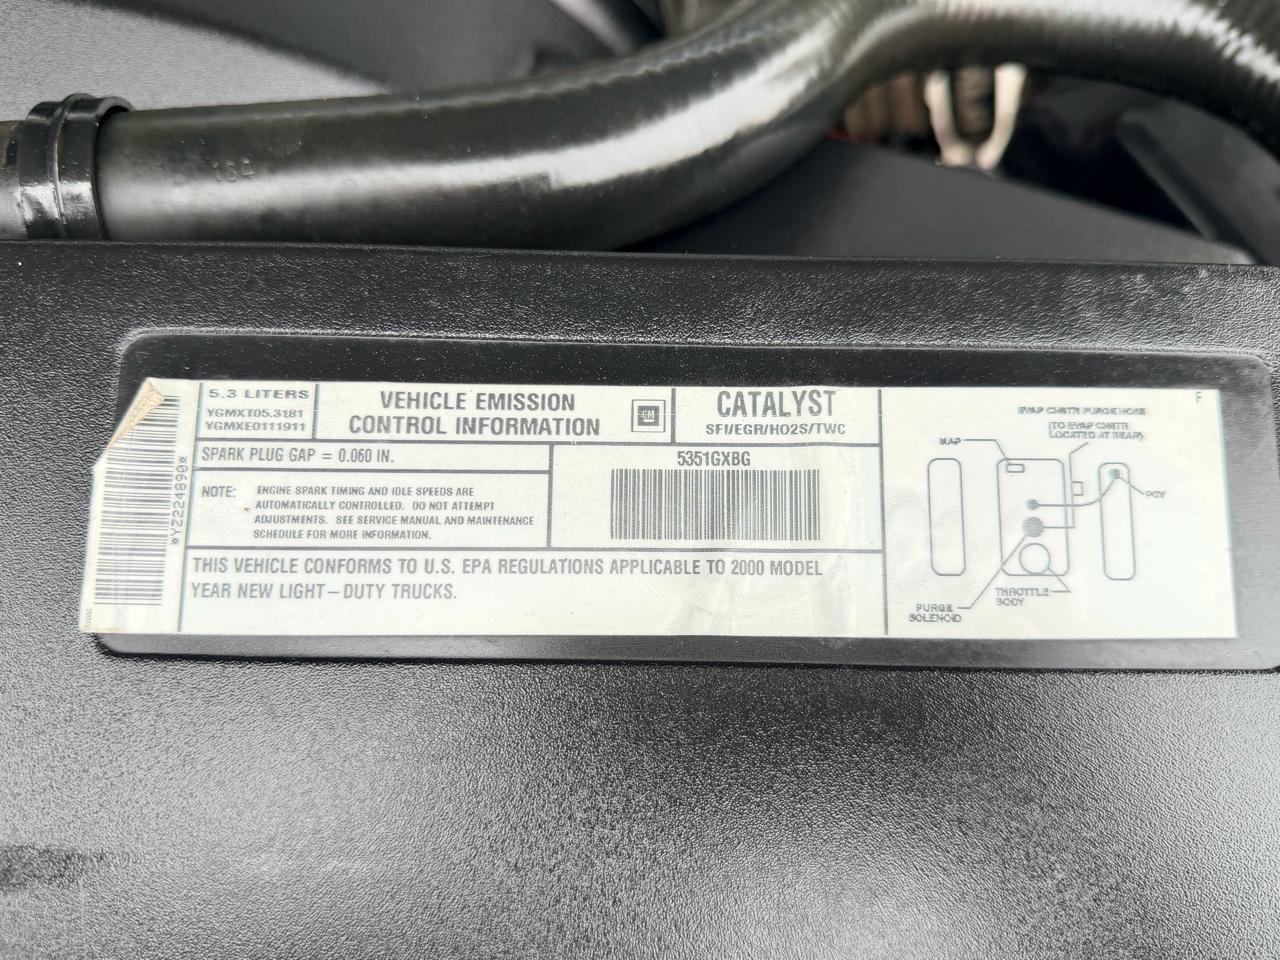 184
5.3 LITERS
YGMXT05.3181
YGMXE0111911
VEHICLE EMISSION
CONTROL INFORMATION
GM
CATALYST
SFI/EGR/HO2S/TWC
SPARK PLUG GAP = 0.060 IN.
NOTE: ENGINE SPARK TIMING AND IDLE SPEEDS ARE
AUTOMATICALLY CONTROLLED. DO NOT ATTEMPT
ADJUSTMENTS. SEE SERVICE MANUAL AND MAINTENANCE
SCHEDULE FOR MORE INFORMATION.
5351GXBG
THIS VEHICLE CONFORMS TO U.S. EPA REGULATIONS APPLICABLE TO 2000 MODEL
YEAR NEW LIGHT-DUTY TRUCKS.
*YZ224890*
F
EVAP CNSTR PURGE HOSE
(TO EVAP CNSTR
LOCATED AT REAR)
MAP
PCV
THROTTLE
BODY
PURGE
SOLENOID